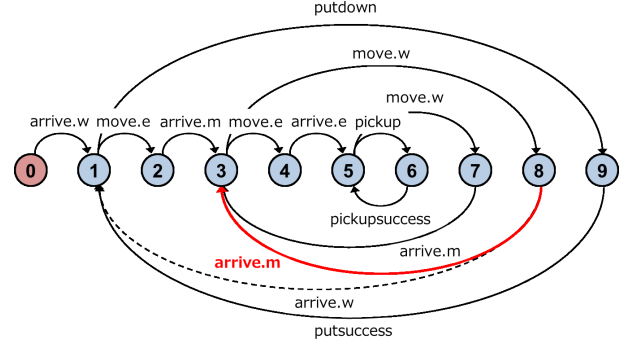 putdown
move.w
move.w
arrive.w move.e arrive.m move.e arrive.e pickup
0 1 2 3 4 5 6 7 8 9
pickupsuccess
arrive.m
arrive.m
arrive.w
putsuccess